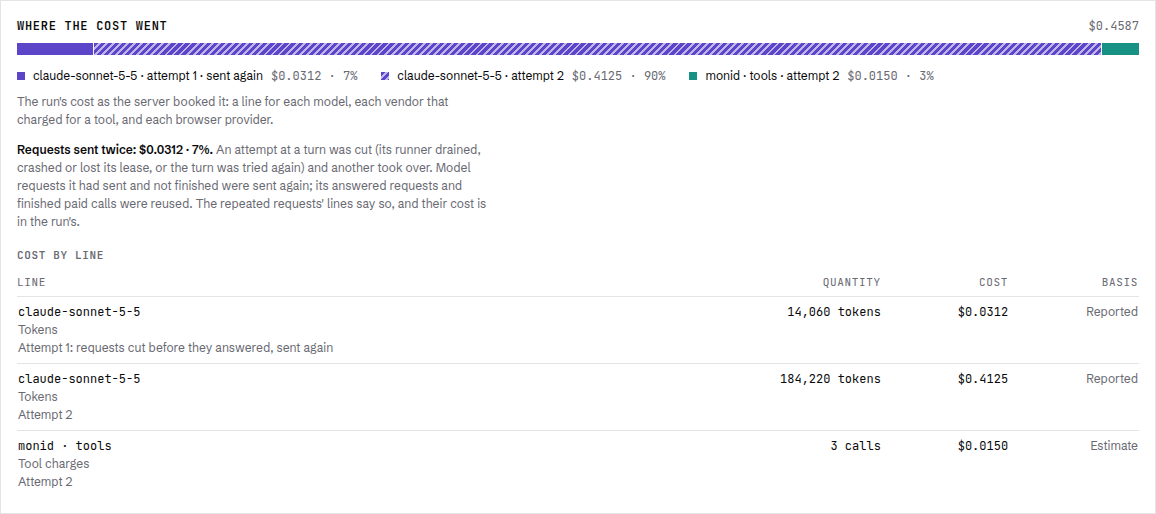 WHERE THE COST WENT $0.4587
claude-sonnet-5-5 · attempt 1 · sent again $0.0312 · 7% claude-sonnet-5-5 · attempt 2 $0.4125 · 90% monid · tools · attempt 2 $0.0150 · 3%
The run's cost as the server booked it: a line for each model, each vendor that
charged for a tool, and each browser provider.
Requests sent twice: $0.0312 · 7%. An attempt at a turn was cut (its runner drained,
crashed or lost its lease, or the turn was tried again) and another took over. Model
requests it had sent and not finished were sent again; its answered requests and
finished paid calls were reused. The repeated requests' lines say so, and their cost is
in the run's.
COST BY LINE
LINE QUANTITY COST BASIS
claude-sonnet-5-5 14,060 tokens $0.0312 Reported
Tokens
Attempt 1: requests cut before they answered, sent again
claude-sonnet-5-5 184,220 tokens $0.4125 Reported
Tokens
Attempt 2
monid · tools 3 calls $0.0150 Estimate
Tool charges
Attempt 2